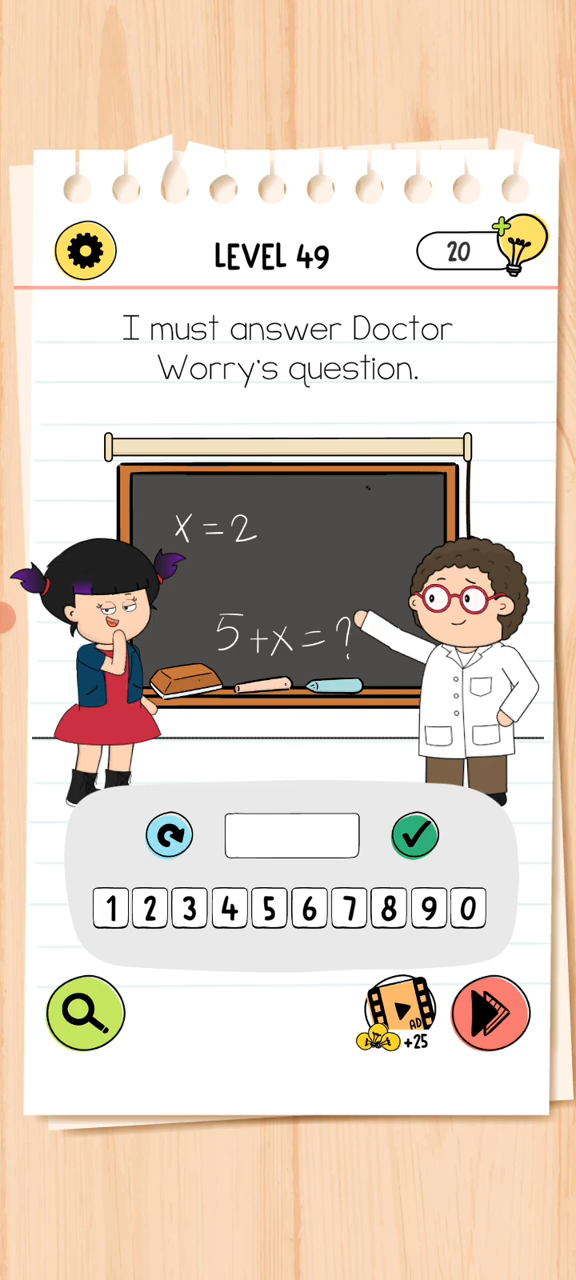 LEVEL 49
20
I must answer Doctor
Worry's question.
x = 2
5 + x = ?
1 2 3 4 5 6 7 8 9 0
AD
+25